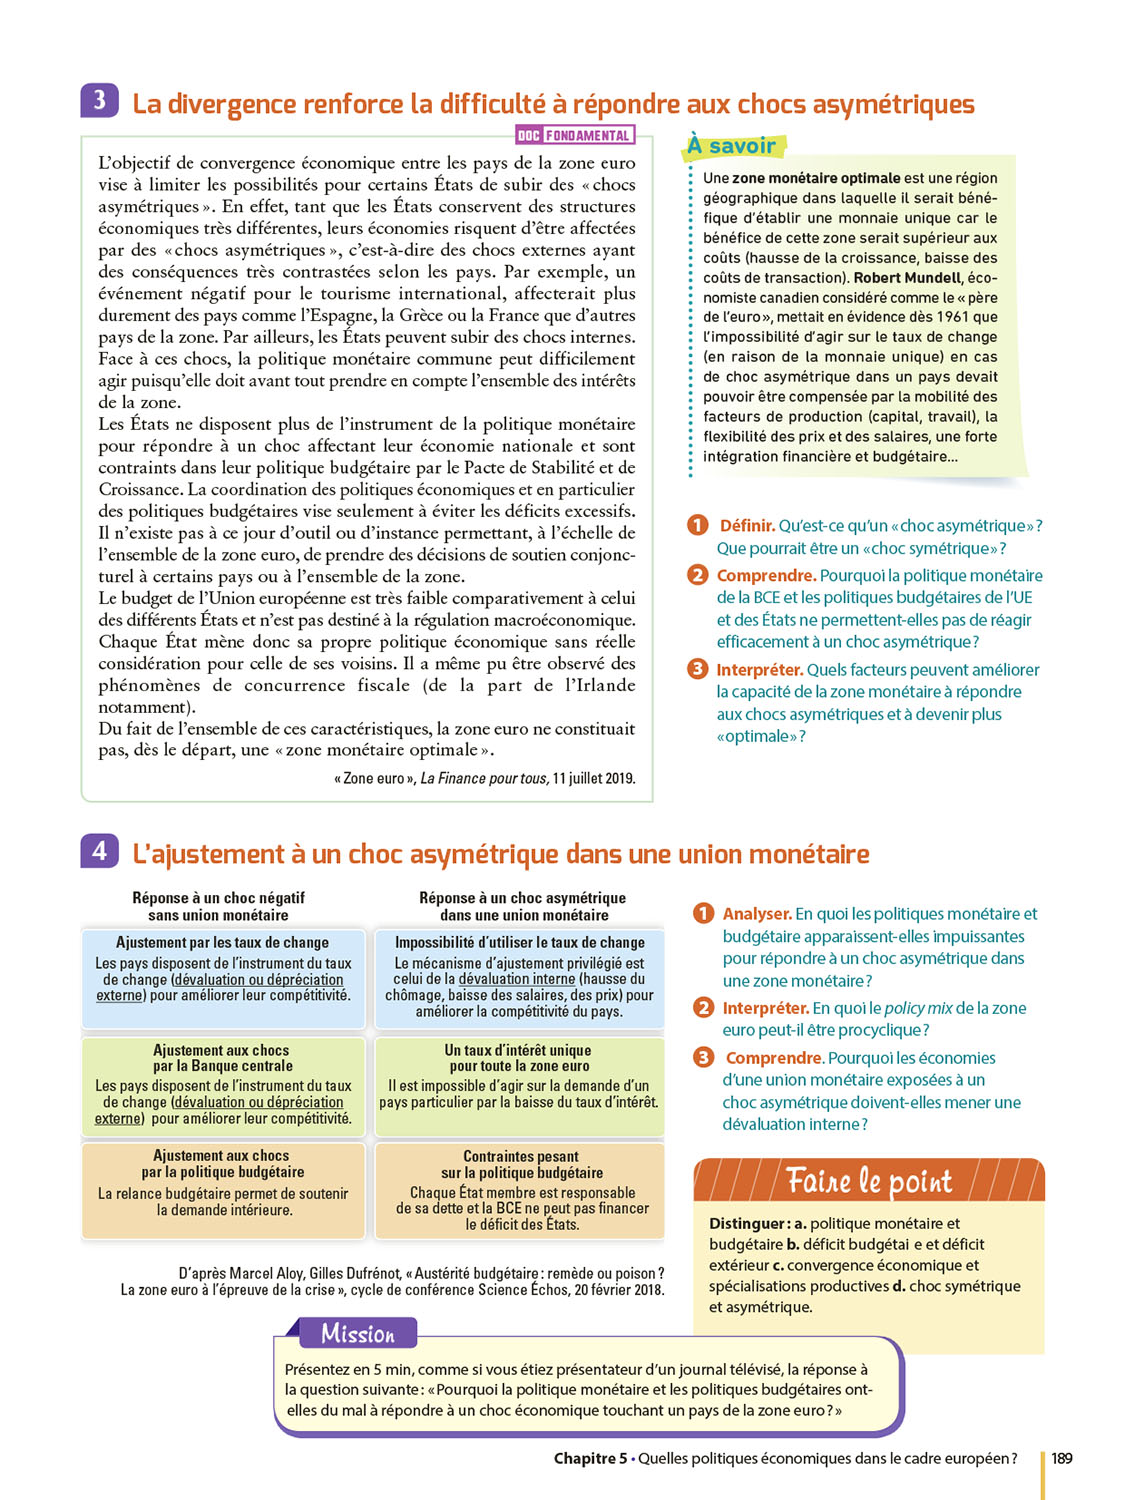 3 La divergence renforce la difficulté à répondre aux chocs asymétriques
DOC FONDAMENTAL
L'objectif de convergence économique entre les pays de la zone euro
vise à limiter les possibilités pour certains États de subir des « chocs
asymétriques ». En effet, tant que les États conservent des structures
économiques très différentes, leurs économies risquent d'être affectées
par des « chocs asymétriques », c'est-à-dire des chocs externes ayant
des conséquences très contrastées selon les pays. Par exemple, un
événement négatif pour le tourisme international, affecterait plus
durement des pays comme l'Espagne, la Grèce ou la France que d'autres
pays de la zone. Par ailleurs, les États peuvent subir des chocs internes.
Face à ces chocs, la politique monétaire commune peut difficilement
agir puisqu'elle doit avant tout prendre en compte l'ensemble des intérêts
de la zone.
Les États ne disposent plus de l'instrument de la politique monétaire
pour répondre à un choc affectant leur économie nationale et sont
contraints dans leur politique budgétaire par le Pacte de Stabilité et de
Croissance. La coordination des politiques économiques et en particulier
des politiques budgétaires vise seulement à éviter les déficits excessifs.
Il n'existe pas à ce jour d'outil ou d'instance permettant, à l'échelle de
l'ensemble de la zone euro, de prendre des décisions de soutien conjonc-
turel à certains pays ou à l'ensemble de la zone.
Le budget de l'Union européenne est très faible comparativement à celui
des différents États et n'est pas destiné à la régulation macroéconomique.
Chaque État mène donc sa propre politique économique sans réelle
considération pour celle de ses voisins. Il a même pu être observé des
phénomènes de concurrence fiscale (de la part de l'Irlande
notamment).
Du fait de l'ensemble de ces caractéristiques, la zone euro ne constituait
pas, dès le départ, une « zone monétaire optimale ».
« Zone euro », La Finance pour tous, 11 juillet 2019.
À savoir
Une zone monétaire optimale est une région
géographique dans laquelle il serait béné-
fique d'établir une monnaie unique car le
bénéfice de cette zone serait supérieur aux
coûts (hausse de la croissance, baisse des
coûts de transaction). Robert Mundell, éco-
nomiste canadien considéré comme le « père
de l'euro », mettait en évidence dès 1961 que
l'impossibilité d'agir sur le taux de change
(en raison de la monnaie unique) en cas
de choc asymétrique dans un pays devait
pouvoir être compensée par la mobilité des
facteurs de production (capital, travail), la
flexibilité des prix et des salaires, une forte
intégration financière et budgétaire...
1 Définir. Qu'est-ce qu'un « choc asymétrique » ?
Que pourrait être un « choc symétrique » ?
2 Comprendre. Pourquoi la politique monétaire
de la BCE et les politiques budgétaires de l'UE
et des États ne permettent-elles pas de réagir
efficacement à un choc asymétrique ?
3 Interpréter. Quels facteurs peuvent améliorer
la capacité de la zone monétaire à répondre
aux chocs asymétriques et à devenir plus
« optimale » ?
4 L'ajustement à un choc asymétrique dans une union monétaire
Réponse à un choc négatif
sans union monétaire
Ajustement par les taux de change
Les pays disposent de l'instrument du taux
de change (dévaluation ou dépréciation
externe) pour améliorer leur compétitivité.
Ajustement aux chocs
par la Banque centrale
Les pays disposent de l'instrument du taux
de change (dévaluation ou dépréciation
externe) pour améliorer leur compétitivité.
Ajustement aux chocs
par la politique budgétaire
La relance budgétaire permet de soutenir
la demande intérieure.
Réponse à un choc asymétrique
dans une union monétaire
Impossibilité d'utiliser le taux de change
Le mécanisme d'ajustement privilégié est
celui de la dévaluation interne (hausse du
chômage, baisse des salaires, des prix) pour
améliorer la compétitivité du pays.
Un taux d'intérêt unique
pour toute la zone euro
Il est impossible d'agir sur la demande d'un
pays particulier par la baisse du taux d'intérêt.
Contraintes pesant
sur la politique budgétaire
Chaque État membre est responsable
de sa dette et la BCE ne peut pas financer
le déficit des États.
D'après Marcel Aloy, Gilles Dufrénot, « Austérité budgétaire : remède ou poison ?
La zone euro à l'épreuve de la crise », cycle de conférence Science Échos, 20 février 2018.
1 Analyser. En quoi les politiques monétaire et
budgétaire apparaissent-elles impuissantes
pour répondre à un choc asymétrique dans
une zone monétaire ?
2 Interpréter. En quoi le policy mix de la zone
euro peut-il être procyclique ?
3 Comprendre. Pourquoi les économies
d'une union monétaire exposées à un
choc asymétrique doivent-elles mener une
dévaluation interne ?
Faire le point
Distinguer : a. politique monétaire et
budgétaire b. déficit budgétai e et déficit
extérieur c. convergence économique et
spécialisations productives d. choc symétrique
et asymétrique.
Mission
Présentez en 5 min, comme si vous étiez présentateur d'un journal télévisé, la réponse à
la question suivante : « Pourquoi la politique monétaire et les politiques budgétaires ont-
elles du mal à répondre à un choc économique touchant un pays de la zone euro ? »
Chapitre 5 • Quelles politiques économiques dans le cadre européen ? 189